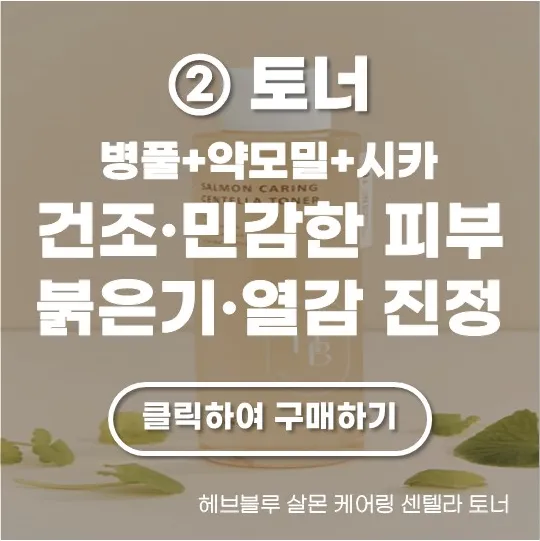 ② 토너
병풀+약모밀+시카
SALMON CARING
CENTELLA TONER
건조·민감한 피부
붉은기·열감 진정
클릭하여 구매하기
헤브블루 살몬 케어링 센텔라 토너